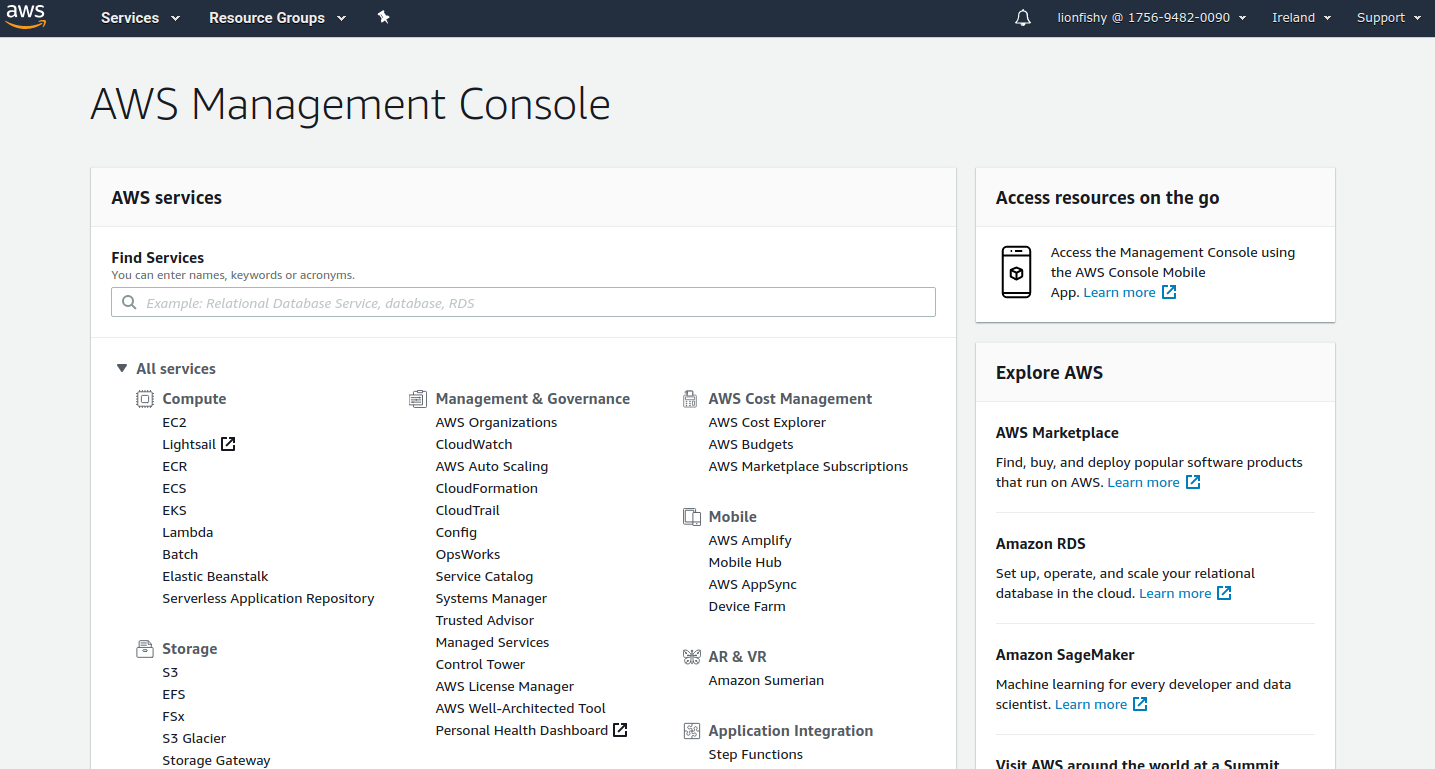 aws
Services
Resource Groups
lionfishy @ 1756-9482-0090
Ireland
Support
AWS Management Console
AWS services
Find Services
You can enter names, keywords or acronyms.
Example: Relational Database Service, database, RDS
All services
Compute
EC2
Lightsail
ECR
ECS
EKS
Lambda
Batch
Elastic Beanstalk
Serverless Application Repository
Storage
S3
EFS
FSx
S3 Glacier
Storage Gateway
Management & Governance
AWS Organizations
CloudWatch
AWS Auto Scaling
CloudFormation
CloudTrail
Config
OpsWorks
Service Catalog
Systems Manager
Trusted Advisor
Managed Services
Control Tower
AWS License Manager
AWS Well-Architected Tool
Personal Health Dashboard
AWS Cost Management
AWS Cost Explorer
AWS Budgets
AWS Marketplace Subscriptions
Mobile
AWS Amplify
Mobile Hub
AWS AppSync
Device Farm
AR & VR
Amazon Sumerian
Application Integration
Step Functions
Access resources on the go
Access the Management Console using
the AWS Console Mobile
App. Learn more
Explore AWS
AWS Marketplace
Find, buy, and deploy popular software products
that run on AWS. Learn more
Amazon RDS
Set up, operate, and scale your relational
database in the cloud. Learn more
Amazon SageMaker
Machine learning for every developer and data
scientist. Learn more
Visit AWS around the world at a Summit